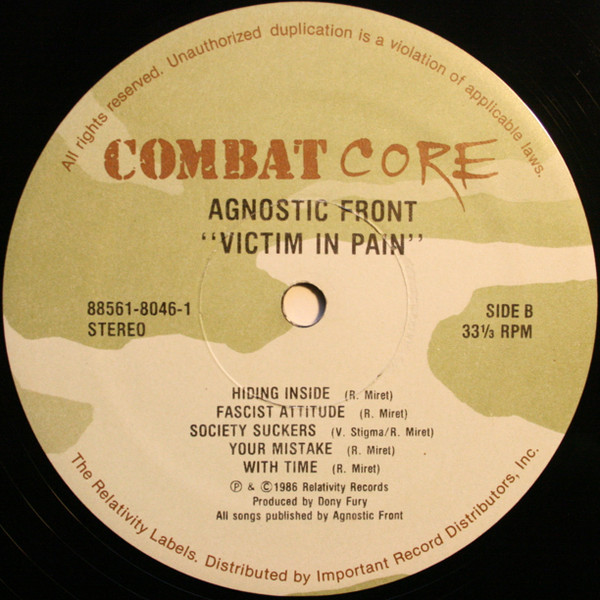 All rights reserved. Unauthorized duplication is a violation of applicable laws.
COMBAT CORE
AGNOSTIC FRONT
"VICTIM IN PAIN"
88561-8046-1
STEREO
SIDE B
33⅓ RPM
HIDING INSIDE (R. Miret)
FASCIST ATTITUDE (R. Miret)
SOCIETY SUCKERS (V. Stigma/R. Miret)
YOUR MISTAKE (R. Miret)
WITH TIME (R. Miret)
℗ & ©1986 Relativity Records
Produced by Dony Fury
All songs published by Agnostic Front
The Relativity Labels. Distributed by Important Record Distributors, Inc.